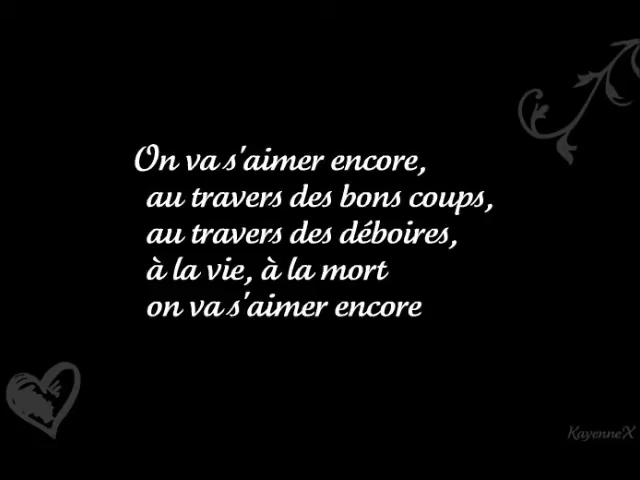 On va s'aimer encore,
au travers des bons coups,
au travers des déboires,
à la vie, à la mort
on va s'aimer encore
KayenneX